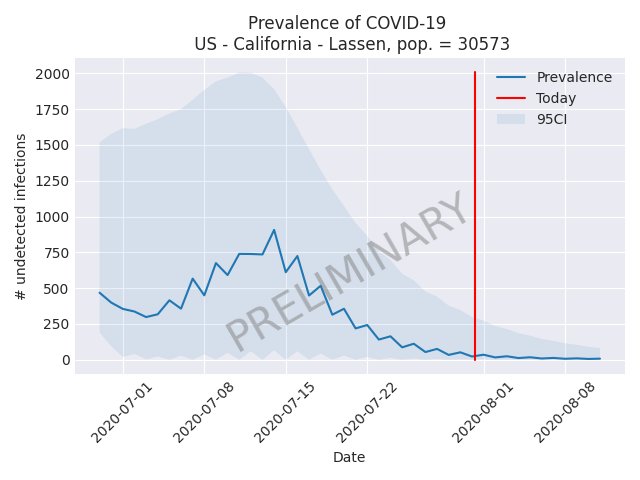 Prevalence of COVID-19
US - California - Lassen, pop. = 30573
Prevalence
Today
95CI
2000
1750
1500
1250
1000
750
500
250
0
# undetected infections
PRELIMINARY
2020-07-01
2020-07-08
2020-07-15
2020-07-22
2020-08-01
2020-08-08
Date